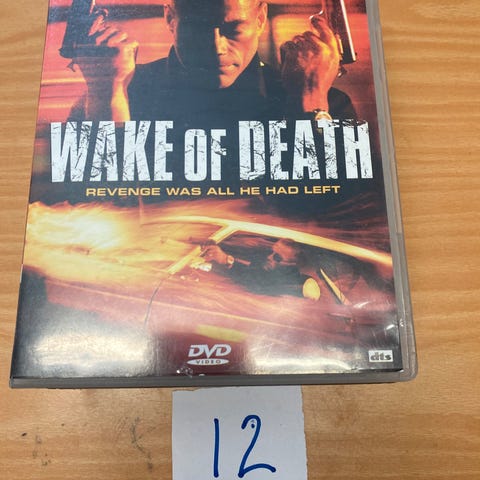 WAKE OF DEATH
REVENGE WAS ALL HE HAD LEFT
DVD
VIDEO
dts
12